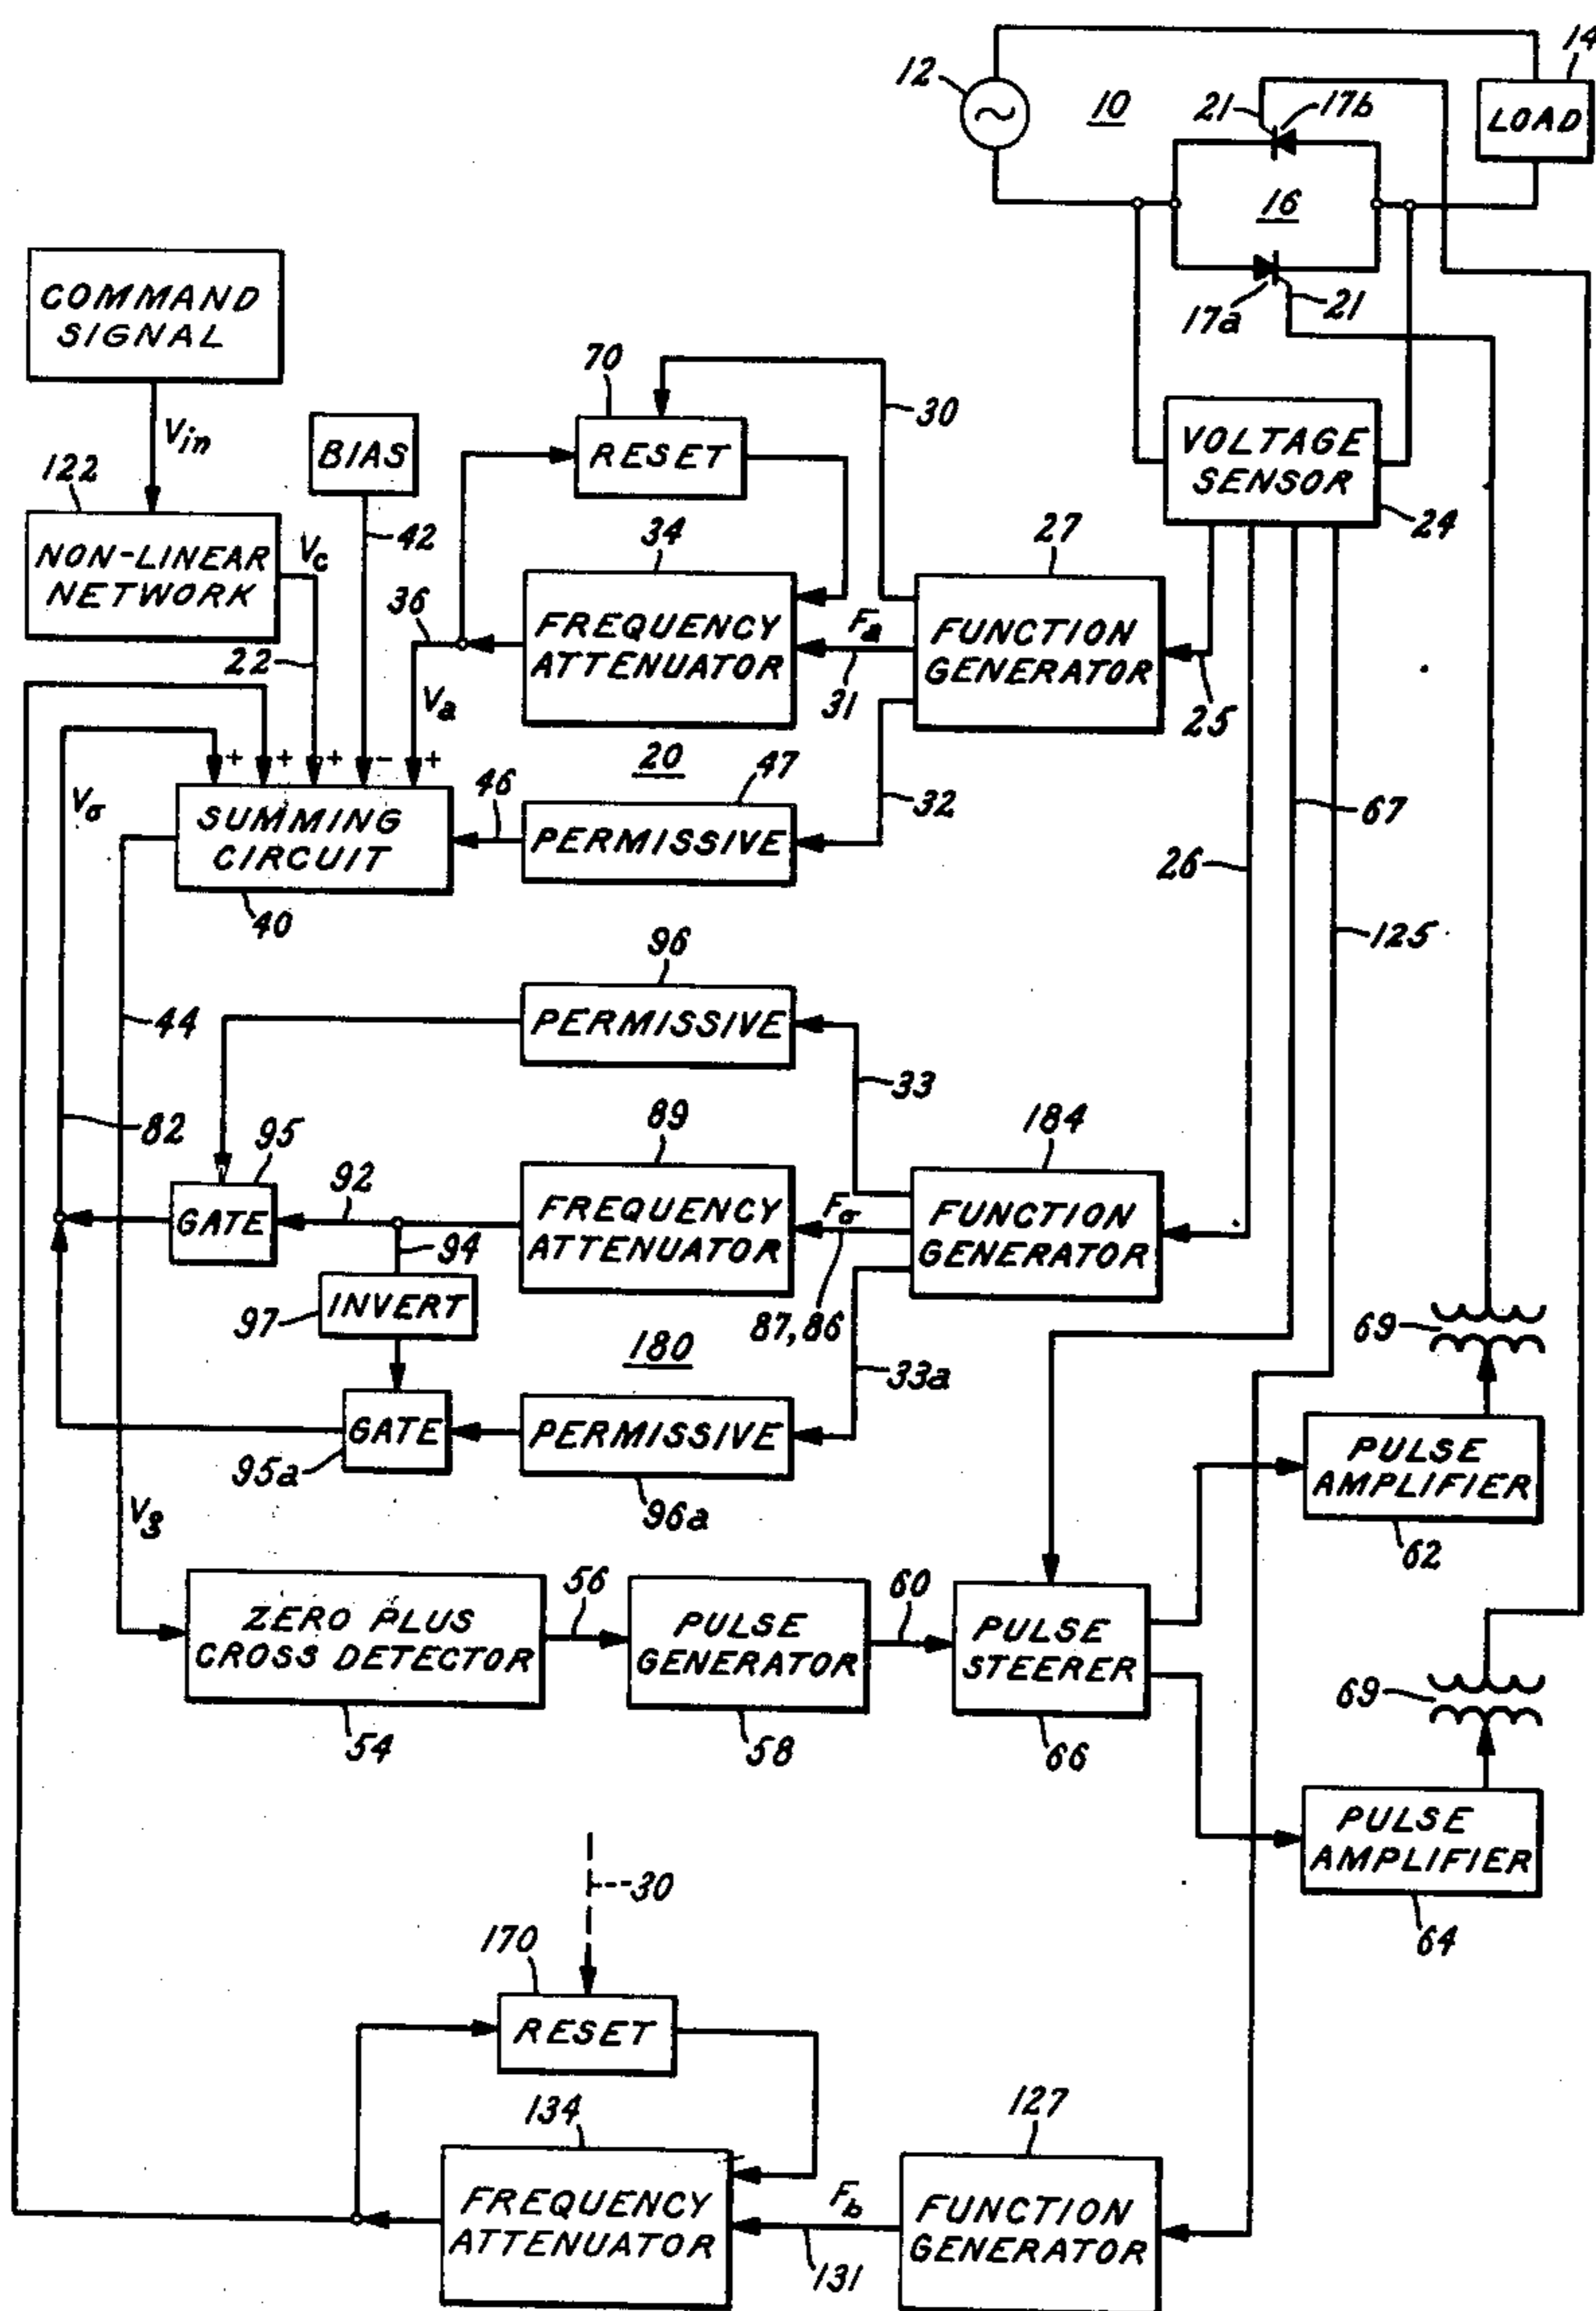 12
10
21
17b
14
LOAD
16
17a
21
COMMAND
SIGNAL
Vin
122
NON-LINEAR
NETWORK
Vc
22
BIAS
42
70
RESET
30
VOLTAGE
SENSOR
24
34
FREQUENCY
ATTENUATOR
36
Va
Fa
31
27
FUNCTION
GENERATOR
25
+
+
+
-
+
20
47
32
46
PERMISSIVE
SUMMING
CIRCUIT
40
Vσ
67
26
125
44
96
PERMISSIVE
33
82
95
GATE
92
94
89
FREQUENCY
ATTENUATOR
Fσ
87,86
184
FUNCTION
GENERATOR
97
INVERT
180
33a
GATE
95a
PERMISSIVE
96a
69
PULSE
AMPLIFIER
62
ZERO PLUS
CROSS DETECTOR
54
56
PULSE
GENERATOR
58
60
PULSE
STEERER
66
69
PULSE
AMPLIFIER
64
30
170
RESET
134
FREQUENCY
ATTENUATOR
Fb
131
127
FUNCTION
GENERATOR